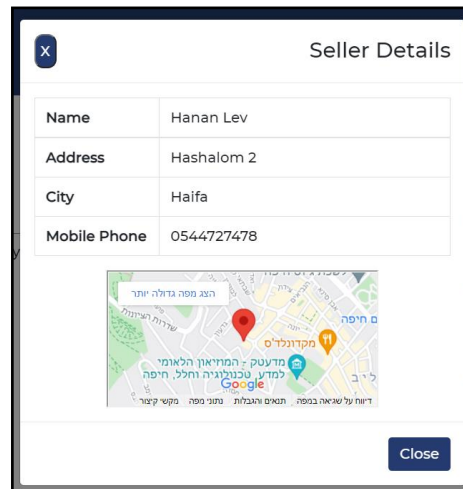 X
Seller Details
Name Hanan Lev
Address Hashalom 2
City Haifa
Mobile Phone 0544727478
הצג מפה גדולה יותר
שדרות הציונות
ם חיפה
מקדונלד'ס
מדעטק - המוזיאון הלאומי
למדע, טכנולוגיה וחלל, חיפה
ל י ב
Google
דיווח על שגיאה במפה תנאים והגבלות נתוני מפה מקשי קיצור
Close